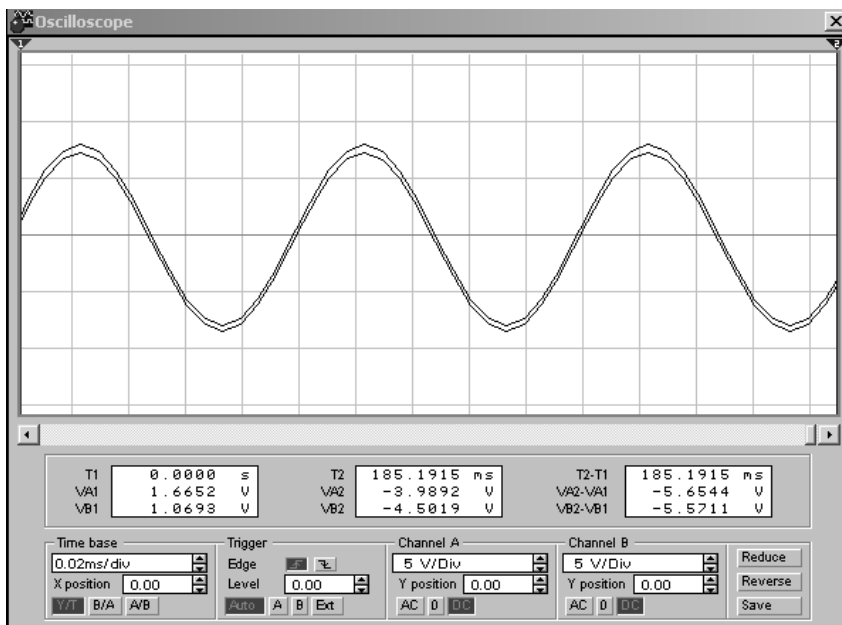 Oscilloscope
1 2
T1 0.0000 s T2 185.1915 ms T2-T1 185.1915 ms
VA1 1.6652 V VA2 -3.9892 V VA2-VA1 -5.6544 V
VB1 1.0693 V VB2 -4.5019 V VB2-VB1 -5.5711 V
Time base Trigger Channel A Channel B
0.02ms/div Edge 5 V/Div 5 V/Div Reduce
X position 0.00 Level 0.00 Y position 0.00 Y position 0.00 Reverse
Y/T B/A A/B Auto A B Ext AC 0 DC AC 0 DC Save